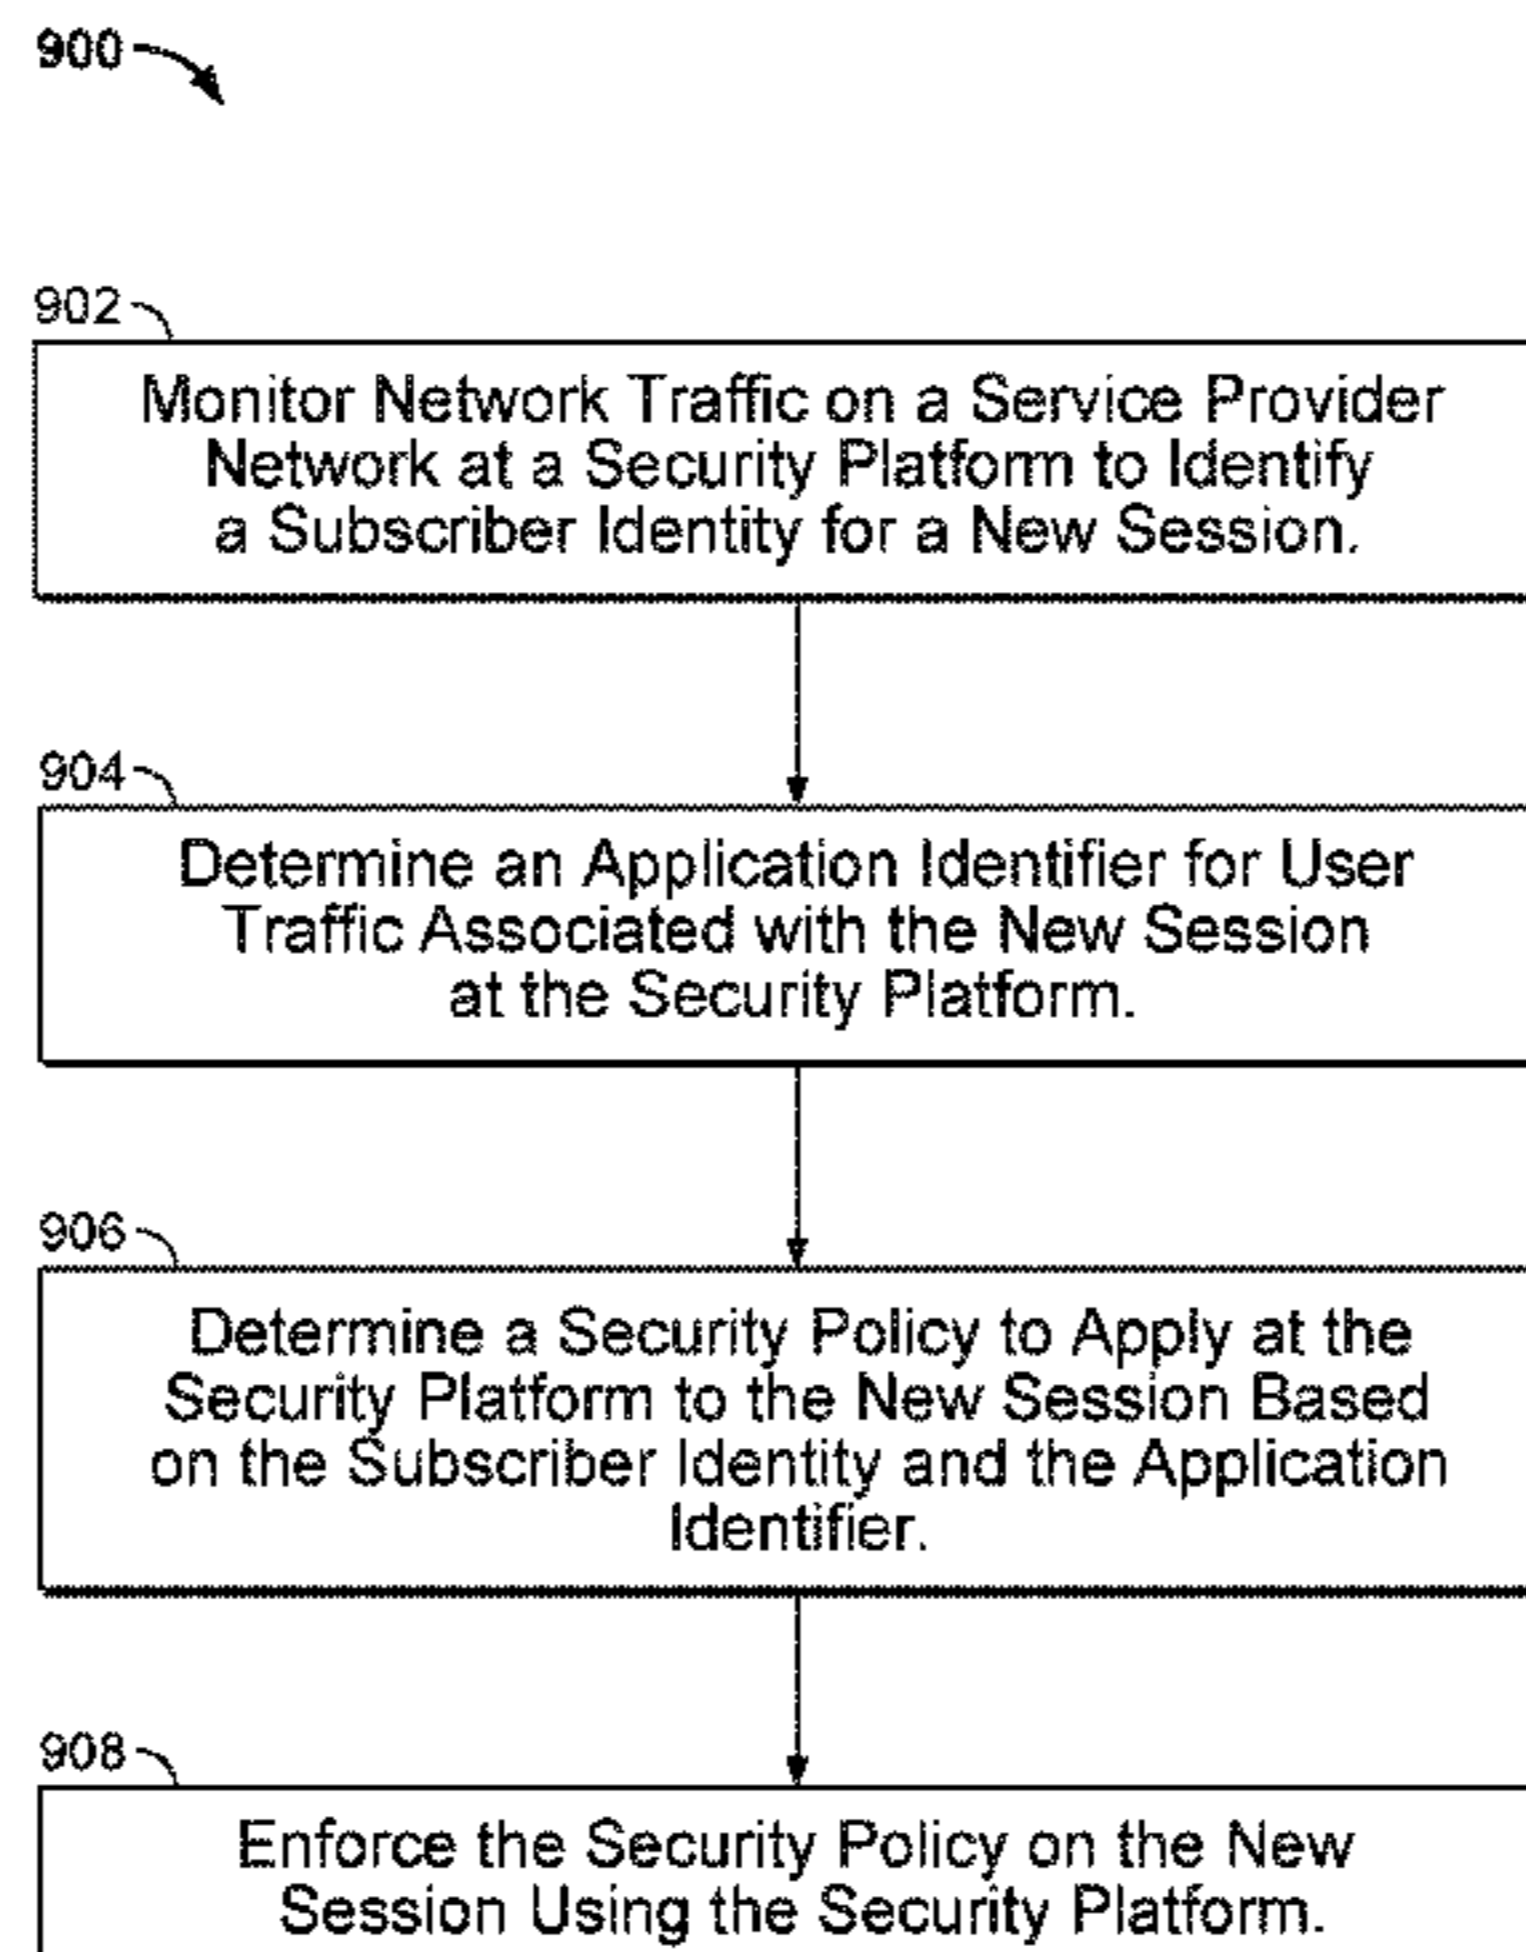 900
902
Monitor Network Traffic on a Service Provider
Network at a Security Platform to Identify
a Subscriber Identity for a New Session.
904
Determine an Application Identifier for User
Traffic Associated with the New Session
at the Security Platform.
906
Determine a Security Policy to Apply at the
Security Platform to the New Session Based
on the Subscriber Identity and the Application
Identifier.
908
Enforce the Security Policy on the New
Session Using the Security Platform.